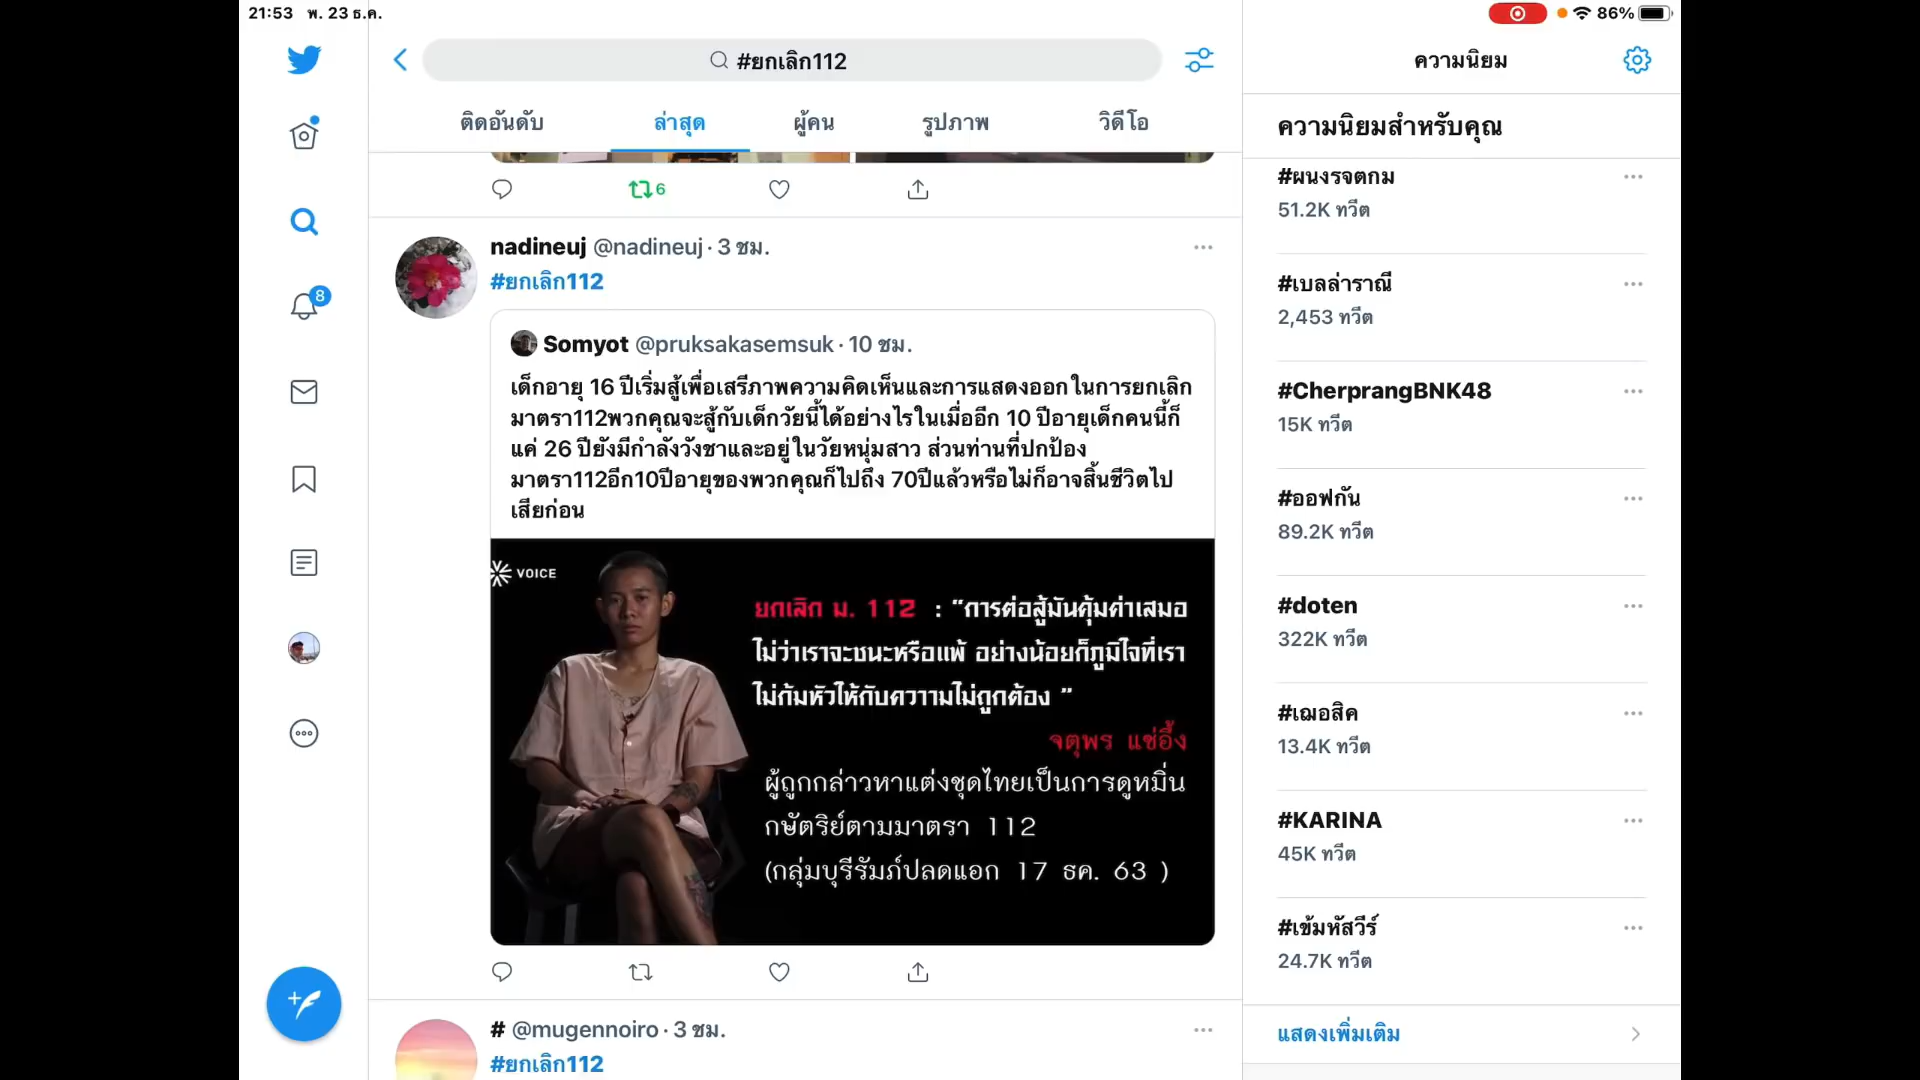 21:53 พ. 23 ธ.ค.
86%
#ยกเลิก112
ติดอันดับ
ล่าสุด
ผู้คน
รูปภาพ
วิดีโอ
6
nadineuj @nadineuj · 3 ชม.
#ยกเลิก112
8
Somyot @pruksakasemsuk · 10 ชม.
เด็กอายุ 16 ปีเริ่มสู้เพื่อเสรีภาพความคิดเห็นและการแสดงออกในการยกเลิก
มาตรา112พวกคุณจะสู้กับเด็กวัยนี้ได้อย่างไรในเมื่ออีก 10 ปีอายุเด็กคนนี้ก็
แค่ 26 ปียังมีกำลังวังชาและอยู่ในวัยหนุ่มสาว ส่วนท่านที่ปกป้อง
มาตรา112อีก10ปีอายุของพวกคุณก็ไปถึง 70ปีแล้วหรือไม่ก็อาจสิ้นชีวิตไป
เสียก่อน
VOICE
ยกเลิก ม. 112 : “การต่อสู้มันคุ้มค่าเสมอ
ไม่ว่าเราจะชนะหรือแพ้ อย่างน้อยก็ภูมิใจที่เรา
ไม่ก้มหัวให้กับความไม่ถูกต้อง ”
จตุพร แซ่อึ้ง
ผู้ถูกกล่าวหาแต่งชุดไทยเป็นการดูหมิ่น
กษัตริย์ตามมาตรา 112
(กลุ่มบุรีรัมภ์ปลดแอก 17 ธค. 63 )
# @mugennoiro · 3 ชม.
#ยกเลิก112
ความนิยม
ความนิยมสำหรับคุณ
#ผนงรจตกม
51.2K ทวีต
#เบลล่าราณี
2,453 ทวีต
#CherprangBNK48
15K ทวีต
#ออฟกัน
89.2K ทวีต
#doten
322K ทวีต
#เฌอสิค
13.4K ทวีต
#KARINA
45K ทวีต
#เข้มหัสวีร์
24.7K ทวีต
แสดงเพิ่มเติม